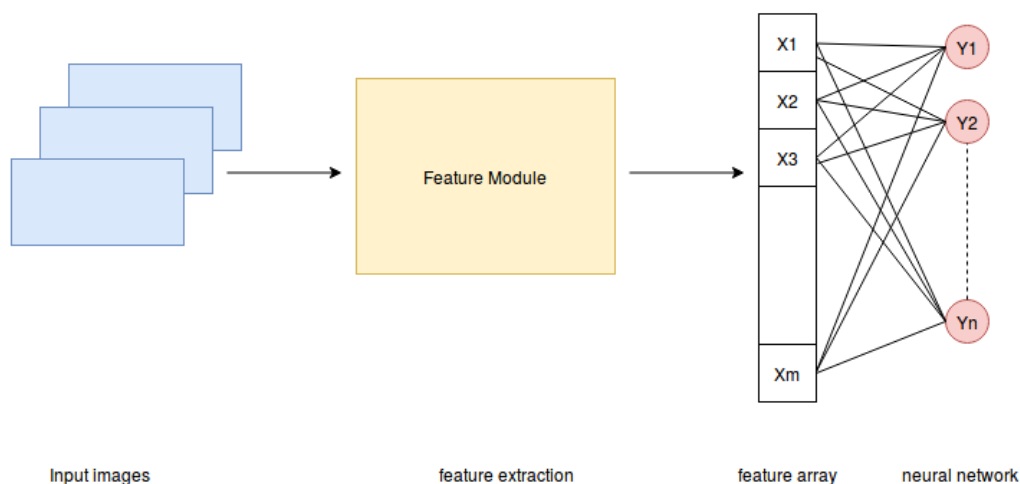 X1
Y1
X2
Y2
X3
Feature Module
Yn
Xm
Input images
feature extraction
feature array
neural network